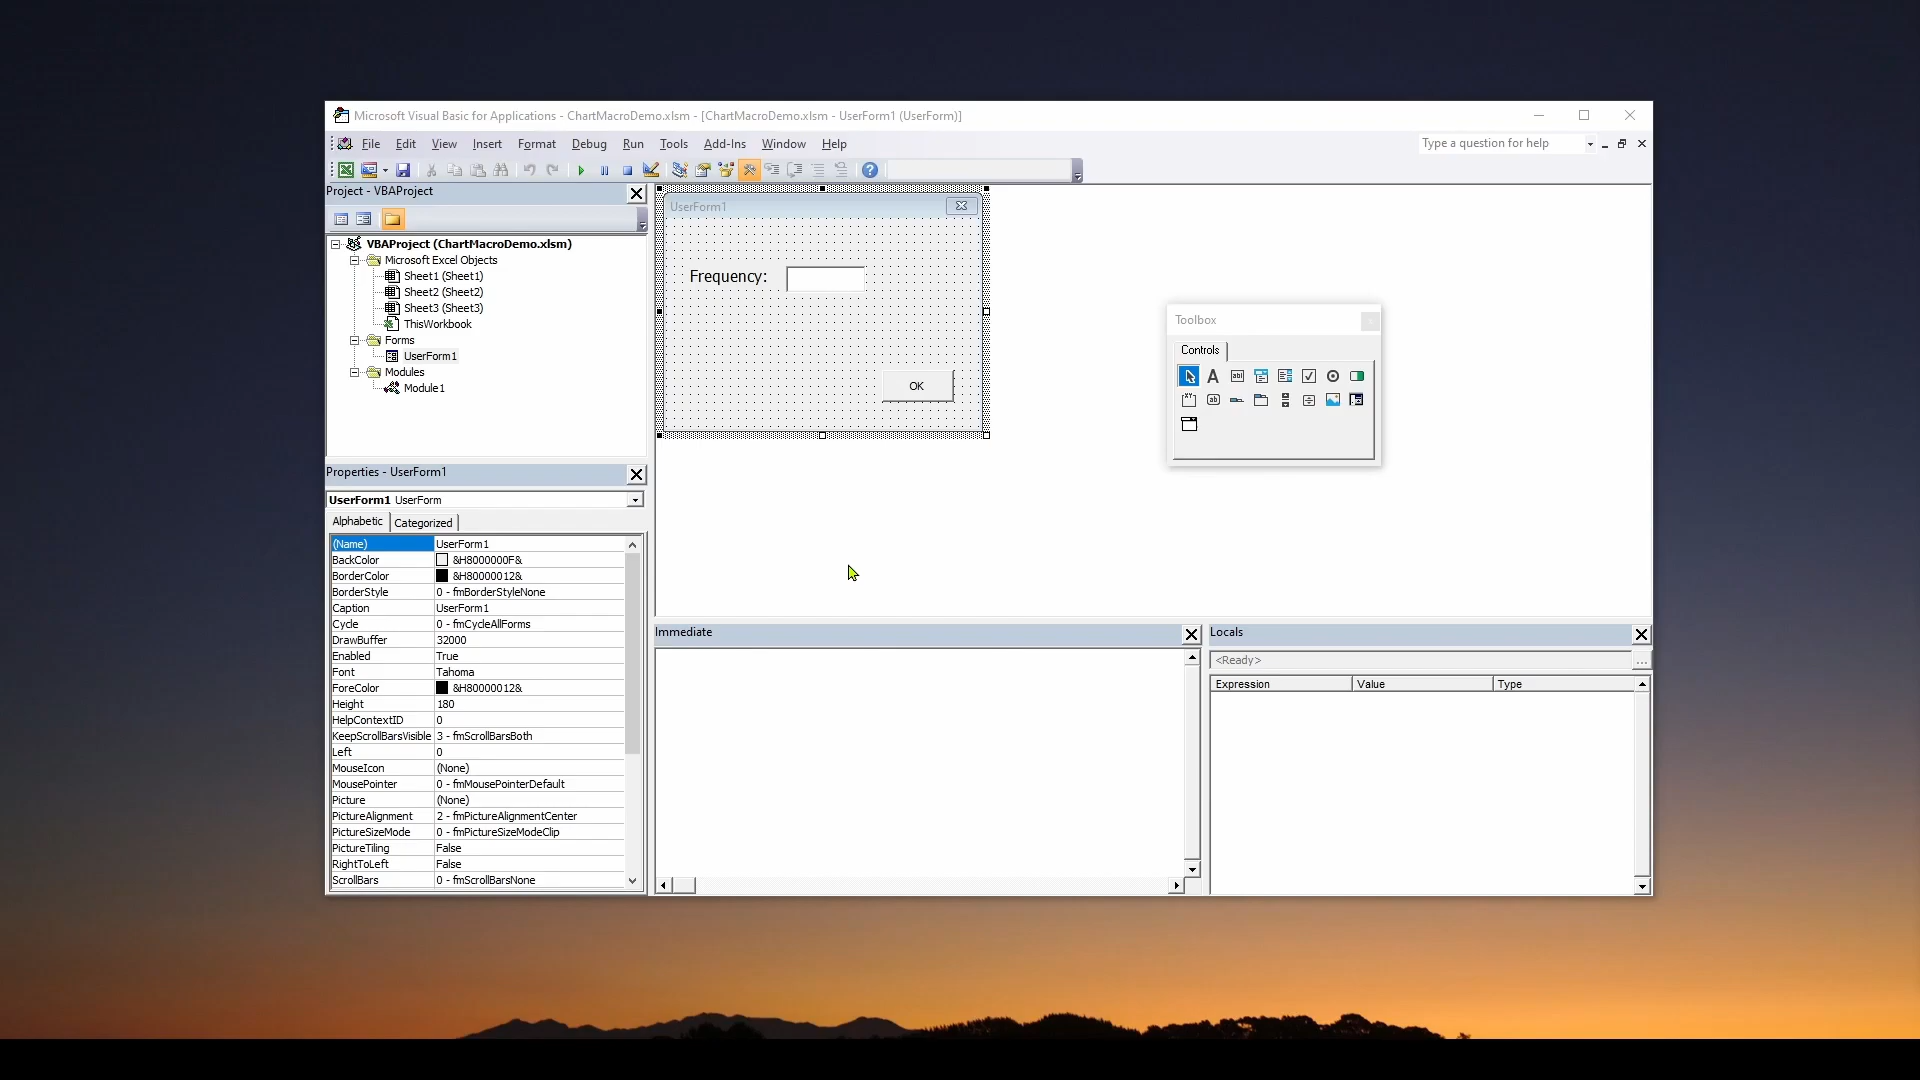 Microsoft Visual Basic for Applications - ChartMacroDemo.xlsm - [ChartMacroDemo.xlsm - UserForm1 (UserForm)]
File Edit View Insert Format Debug Run Tools Add-Ins Window Help
Type a question for help
Project - VBAProject
VBAProject (ChartMacroDemo.xlsm)
Microsoft Excel Objects
Sheet1 (Sheet1)
Sheet2 (Sheet2)
Sheet3 (Sheet3)
ThisWorkbook
Forms
UserForm1
Modules
Module1
UserForm1
Frequency:
OK
Toolbox
Controls
Properties - UserForm1
UserForm1 UserForm
Alphabetic Categorized
(Name) UserForm1
BackColor &H8000000F&
BorderColor &H80000012&
BorderStyle 0 - fmBorderStyleNone
Caption UserForm1
Cycle 0 - fmCycleAllForms
DrawBuffer 32000
Enabled True
Font Tahoma
ForeColor &H80000012&
Height 180
HelpContextID 0
KeepScrollBarsVisible 3 - fmScrollBarsBoth
Left 0
MouseIcon (None)
MousePointer 0 - fmMousePointerDefault
Picture (None)
PictureAlignment 2 - fmPictureAlignmentCenter
PictureSizeMode 0 - fmPictureSizeModeClip
PictureTiling False
RightToLeft False
ScrollBars 0 - fmScrollBarsNone
Immediate
Locals
<Ready>
Expression Value Type